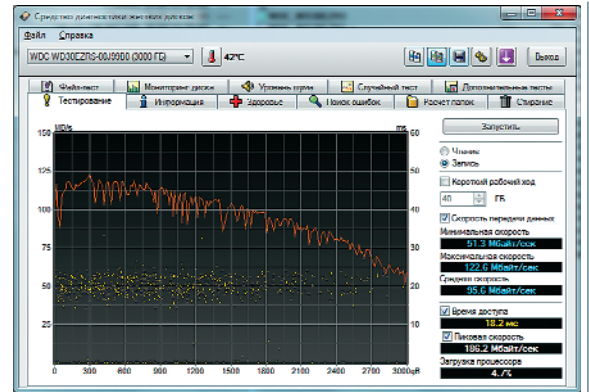 Средство диагностики жестких дисков
Файл Справка
WDC WD30EZRS-00J99B0 (3000 ГБ) 42°C Выход
Файл-тест Мониторинг диска Уровень шума Случайный тест Дополнительные тесты
Тестирование Информация Здоровье Поиск ошибок Расчет папок Стирание
150 MB/s ms 60
125 50
100 40
75 30
50 20
25 10
0 300 600 900 1200 1500 1800 2100 2400 2700 3000gB
Запустить
Чтение
Запись
Короткий рабочий ход
40 ГБ
Скорость передачи данных
Минимальная скорость
51.3 Мбайт/сек
Максимальная скорость
122.6 Мбайт/сек
Средняя скорость
95.6 Мбайт/сек
Время доступа
18.2 мс
Пиковая скорость
186.2 Мбайт/сек
Загрузка процессора
4.7%